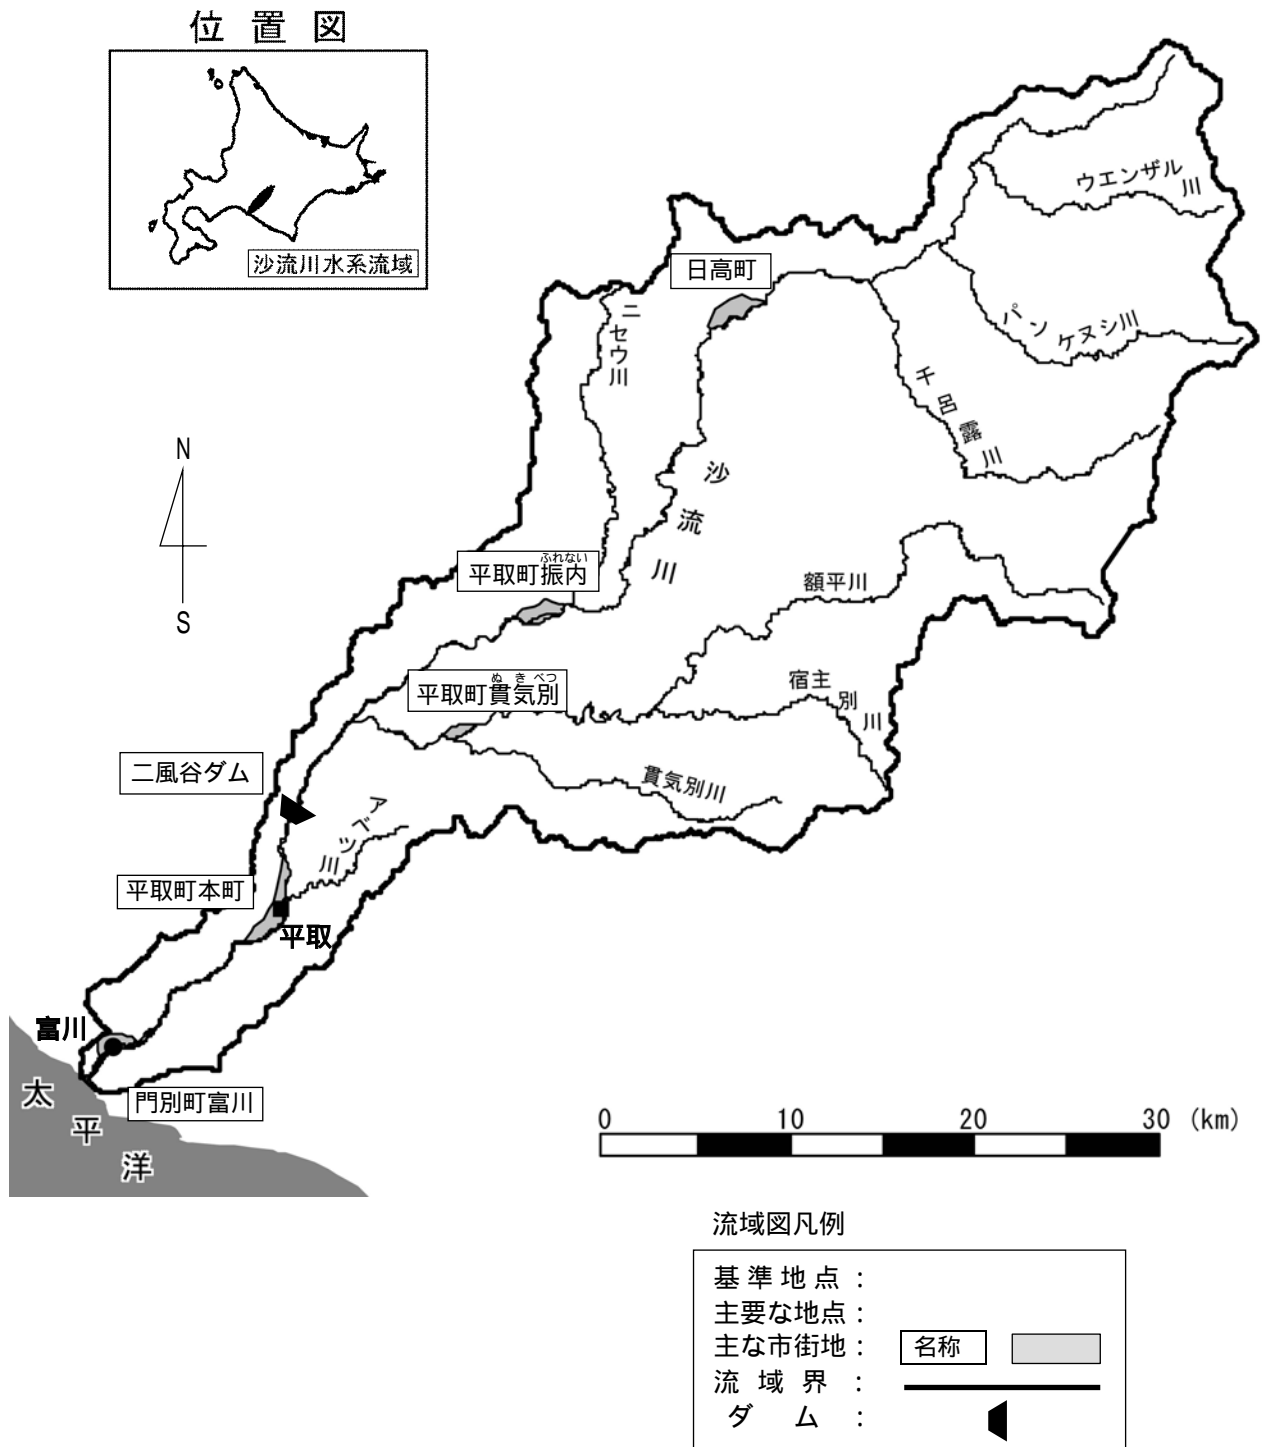 位置図
沙流川水系流域
ウエンザル川
日高町
ニセウ川
パンケヌシ川
千呂露川
N
S
沙流川
ふれない
平取町振内
額平川
ぬきべつ
平取町貫気別
宿主別川
二風谷ダム
貫気別川
アベツ川
平取町本町
平取
富川
門別町富川
太平洋
0 10 20 30 (km)
流域図凡例
基準地点：
主要な地点：
主な市街地： 名称
流域界：
ダム：